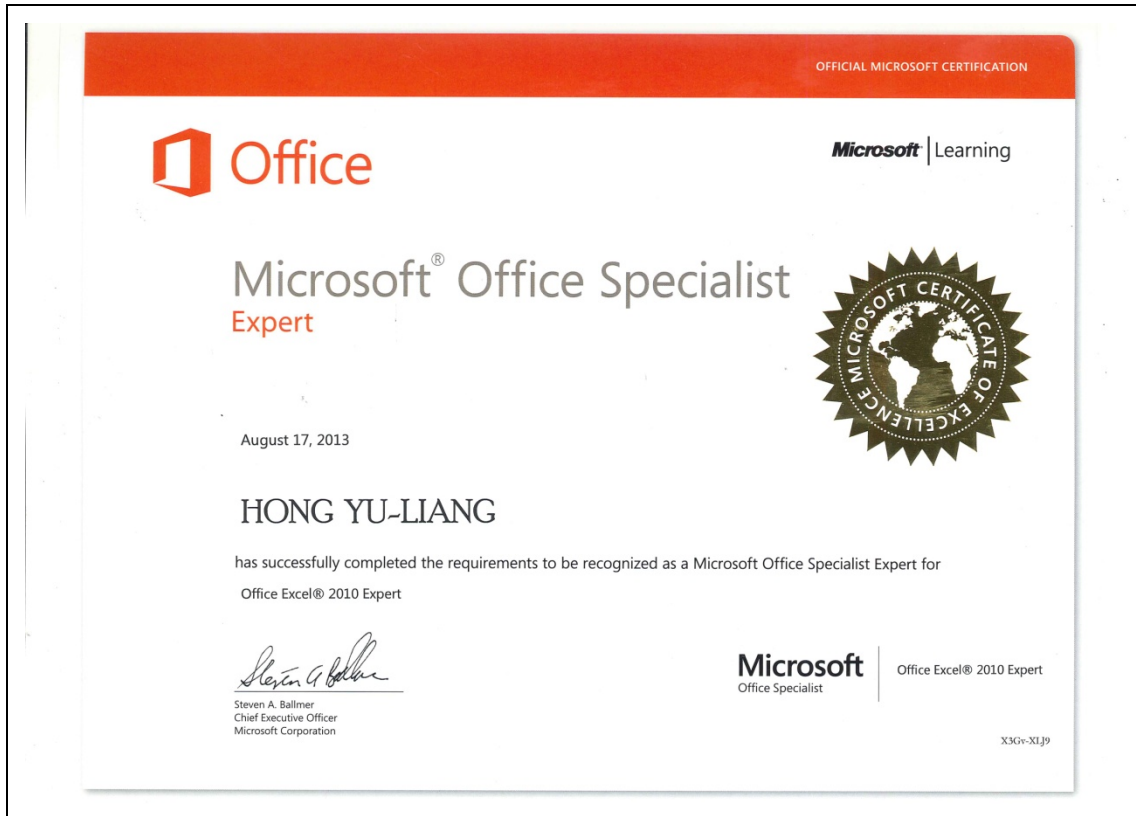 OFFICIAL MICROSOFT CERTIFICATION
Office
Microsoft | Learning
Microsoft® Office Specialist
Expert
MICROSOFT CERTIFICATE OF EXCELLENCE
August 17, 2013
HONG YU-LIANG
has successfully completed the requirements to be recognized as a Microsoft Office Specialist Expert for
Office Excel® 2010 Expert
Steven A Ballmer
Steven A. Ballmer
Chief Executive Officer
Microsoft Corporation
Microsoft
Office Specialist
Office Excel® 2010 Expert
X3Gv-XLJ9